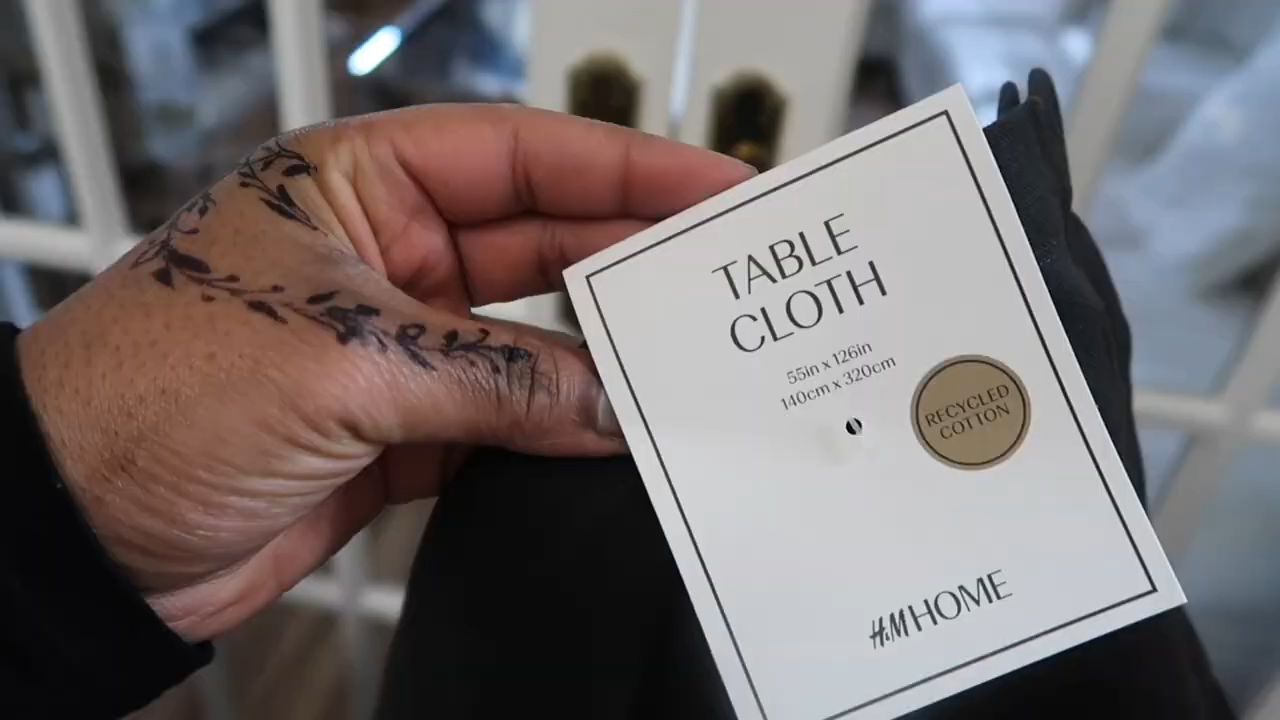 TABLE
CLOTH
55in x 126in
140cm x 320cm
RECYCLED
COTTON
H&M HOME